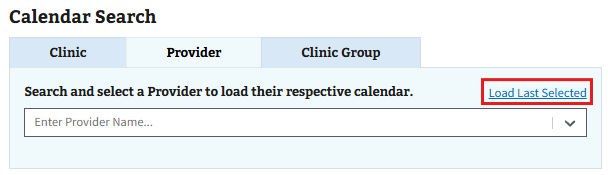 Calendar Search
Clinic
Provider
Clinic Group
Search and select a Provider to load their respective calendar.
Load Last Selected
Enter Provider Name...